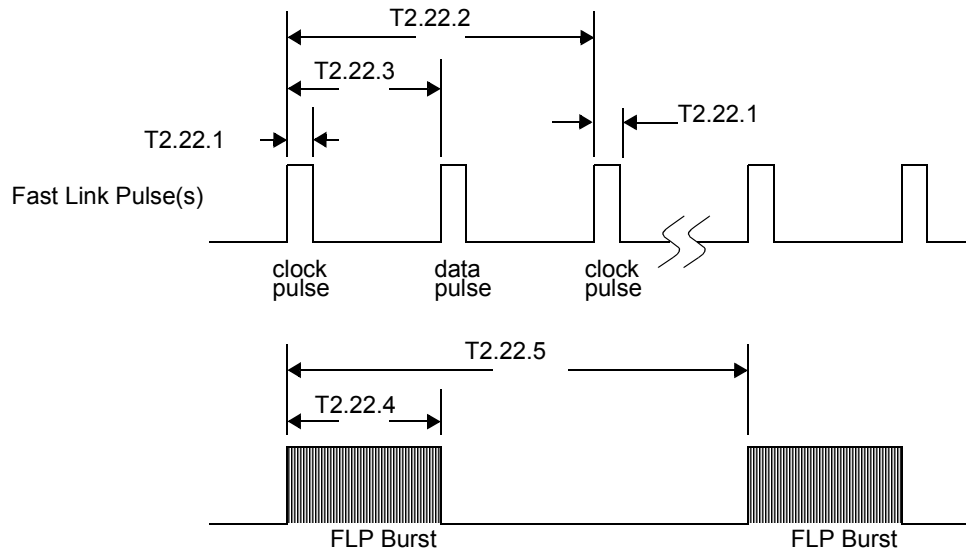 T2.22.2
T2.22.3
T2.22.1
T2.22.1
Fast Link Pulse(s)
clock
pulse
data
pulse
clock
pulse
T2.22.5
T2.22.4
FLP Burst
FLP Burst